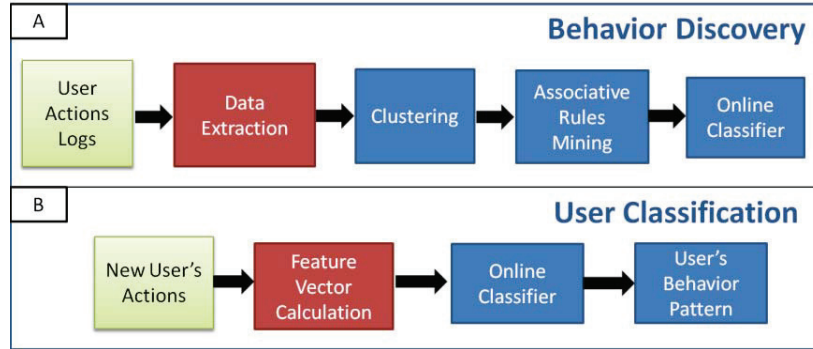 A
Behavior Discovery
User
Actions
Logs
Data
Extraction
Clustering
Associative
Rules
Mining
Online
Classifier
B
User Classification
New User's
Actions
Feature
Vector
Calculation
Online
Classifier
User's
Behavior
Pattern